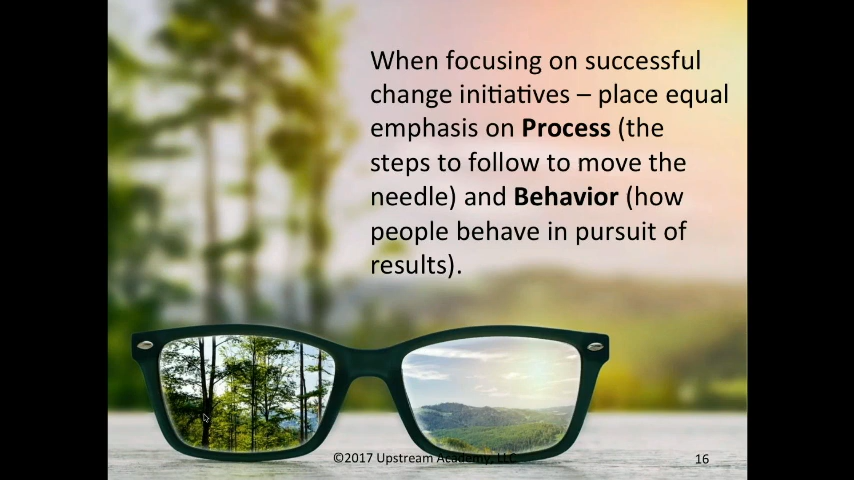 When focusing on successful
change initiatives – place equal
emphasis on Process (the
steps to follow to move the
needle) and Behavior (how
people behave in pursuit of
results).
©2017 Upstream Academy, LLC
16